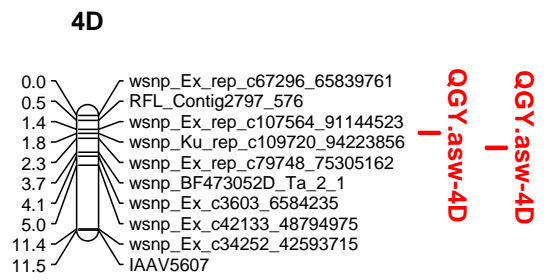 4D
0.0 wsnp_Ex_rep_c67296_65839761
0.5 RFL_Contig2797_576
1.4 wsnp_Ex_rep_c107564_91144523
1.8 wsnp_Ku_rep_c109720_94223856
2.3 wsnp_Ex_rep_c79748_75305162
3.7 wsnp_BF473052D_Ta_2_1
4.1 wsnp_Ex_c3603_6584235
5.0 wsnp_Ex_c42133_48794975
11.4 wsnp_Ex_c34252_42593715
11.5 IAAV5607
QGY.asw-4D
QGY.asw-4D